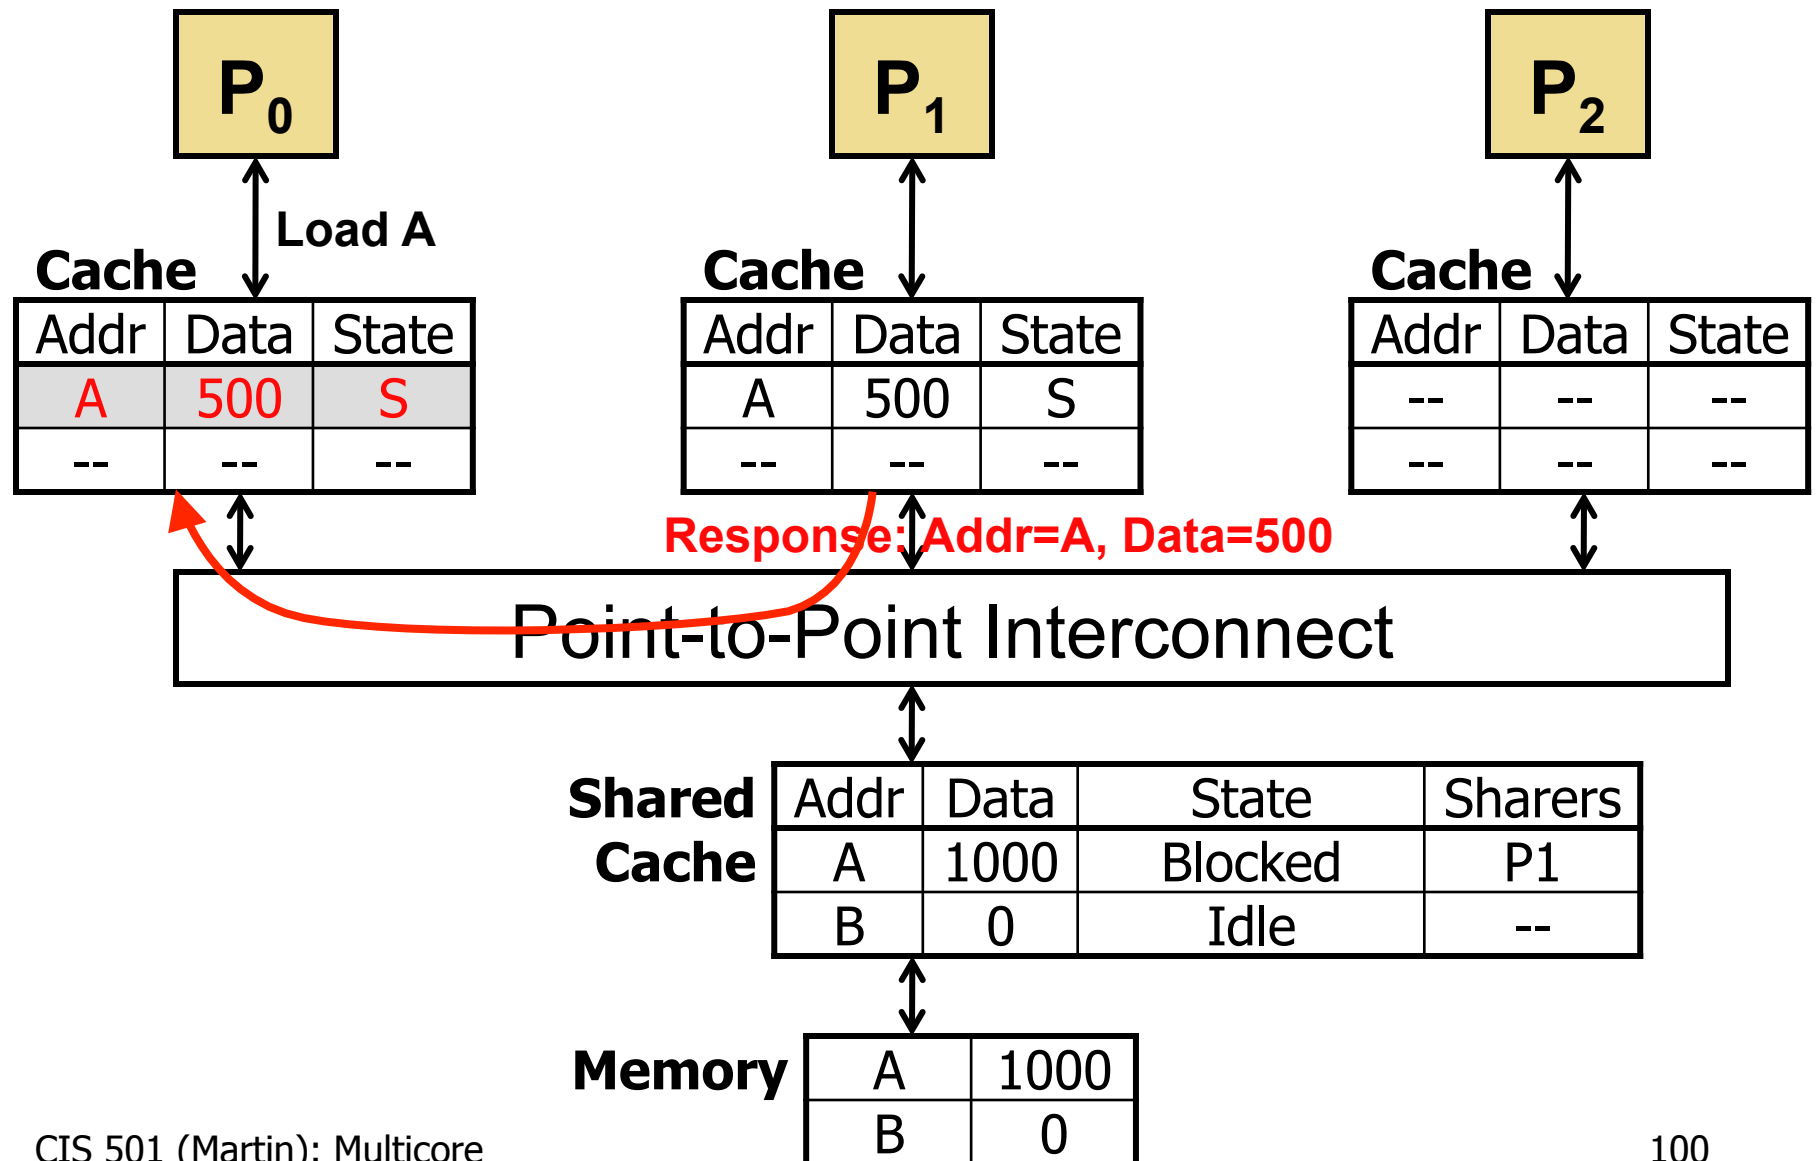 P0 P1 P2
Load A
Cache Cache Cache
Addr Data State Addr Data State Addr Data State
A 500 S A 500 S -- -- --
-- -- -- -- -- -- -- -- --
Response: Addr=A, Data=500
Point-to-Point Interconnect
Shared Addr Data State Sharers
Cache A 1000 Blocked P1
B 0 Idle --
Memory A 1000
B 0
CIS 501 (Martin): Multicore 100